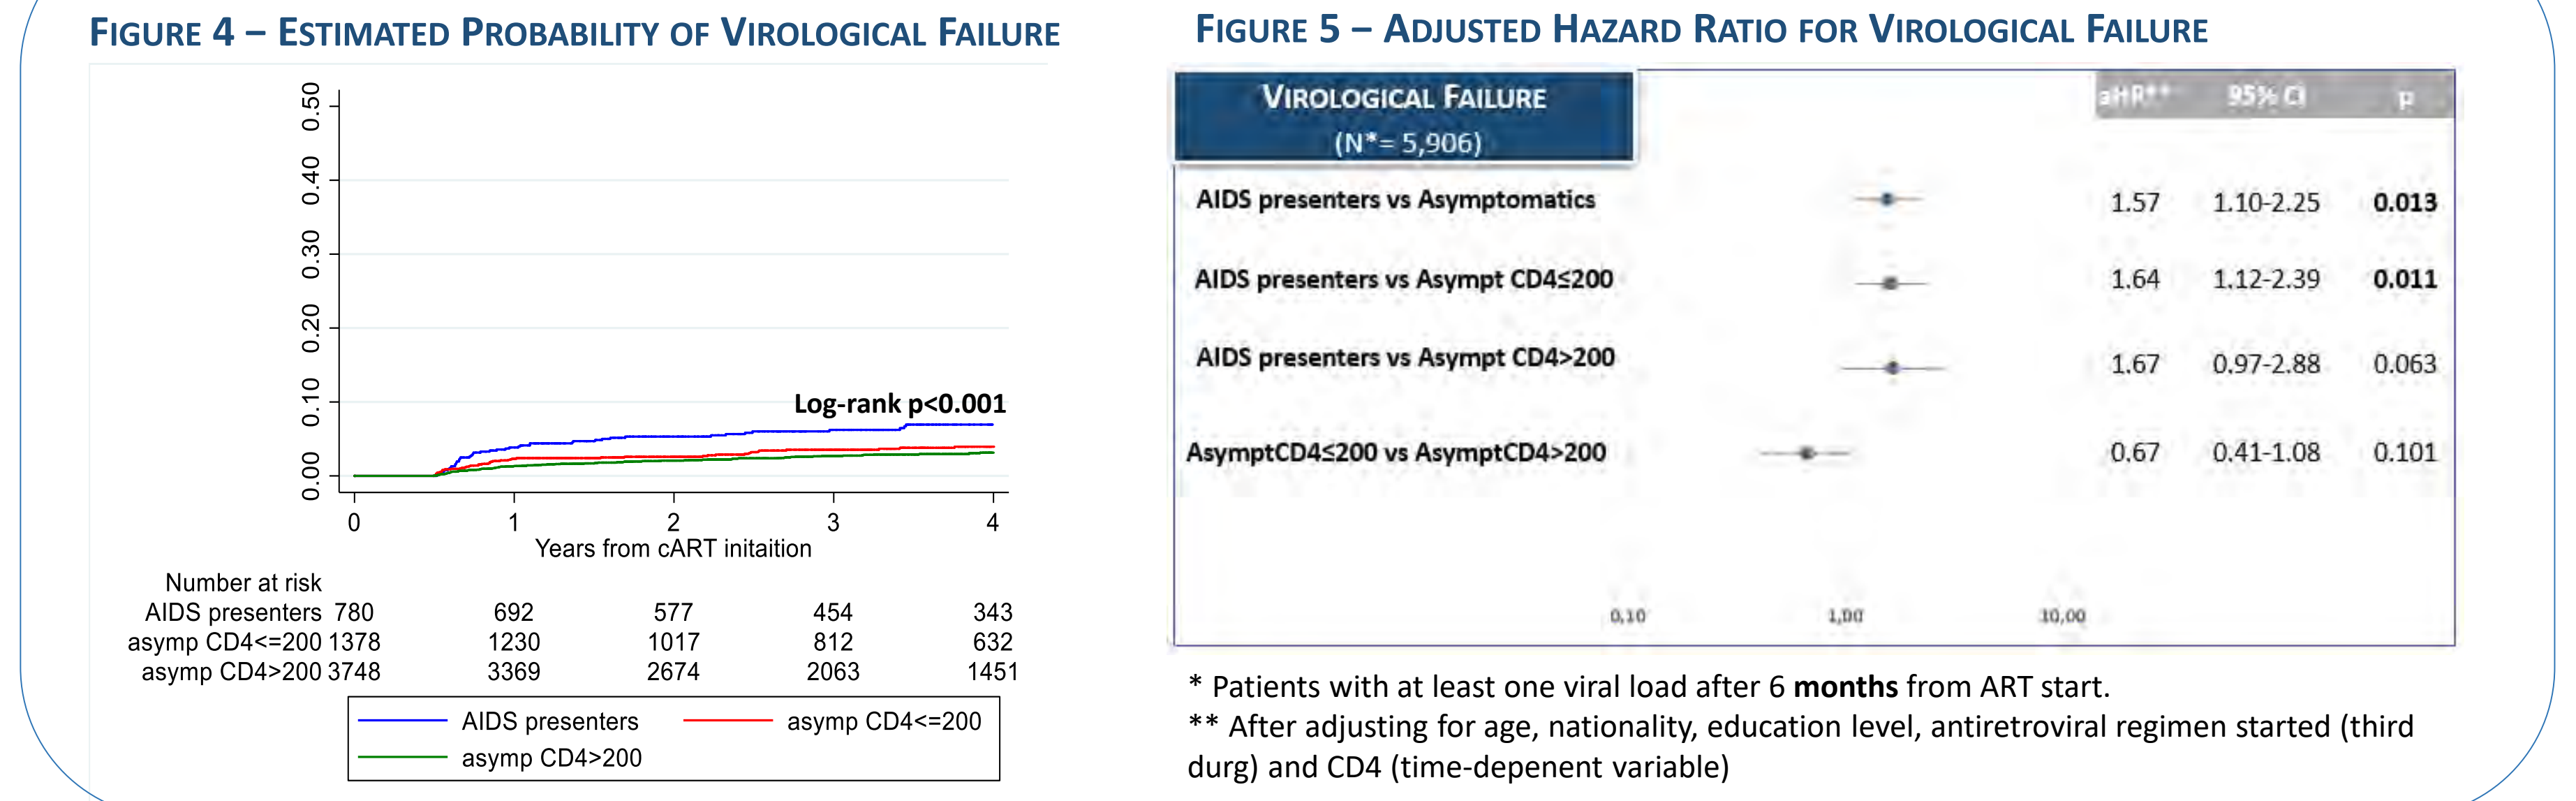 FIGURE 4 – ESTIMATED PROBABILITY OF VIROLOGICAL FAILURE
0.50
0.40
0.30
0.20
0.10
0.00
Log-rank p<0.001
0 1 2 3 4
Years from cART initaition
Number at risk
AIDS presenters 780 692 577 454 343
asymp CD4<=200 1378 1230 1017 812 632
asymp CD4>200 3748 3369 2674 2063 1451
AIDS presenters asymp CD4<=200
asymp CD4>200
FIGURE 5 – ADJUSTED HAZARD RATIO FOR VIROLOGICAL FAILURE
VIROLOGICAL FAILURE
(N*= 5,906)
aHR** 95% CI p
AIDS presenters vs Asymptomatics 1.57 1.10-2.25 0.013
AIDS presenters vs Asympt CD4≤200 1.64 1.12-2.39 0.011
AIDS presenters vs Asympt CD4>200 1.67 0.97-2.88 0.063
AsymptCD4≤200 vs AsymptCD4>200 0.67 0.41-1.08 0.101
0,10 1,00 10,00
* Patients with at least one viral load after 6 months from ART start.
** After adjusting for age, nationality, education level, antiretroviral regimen started (third
durg) and CD4 (time-depenent variable)